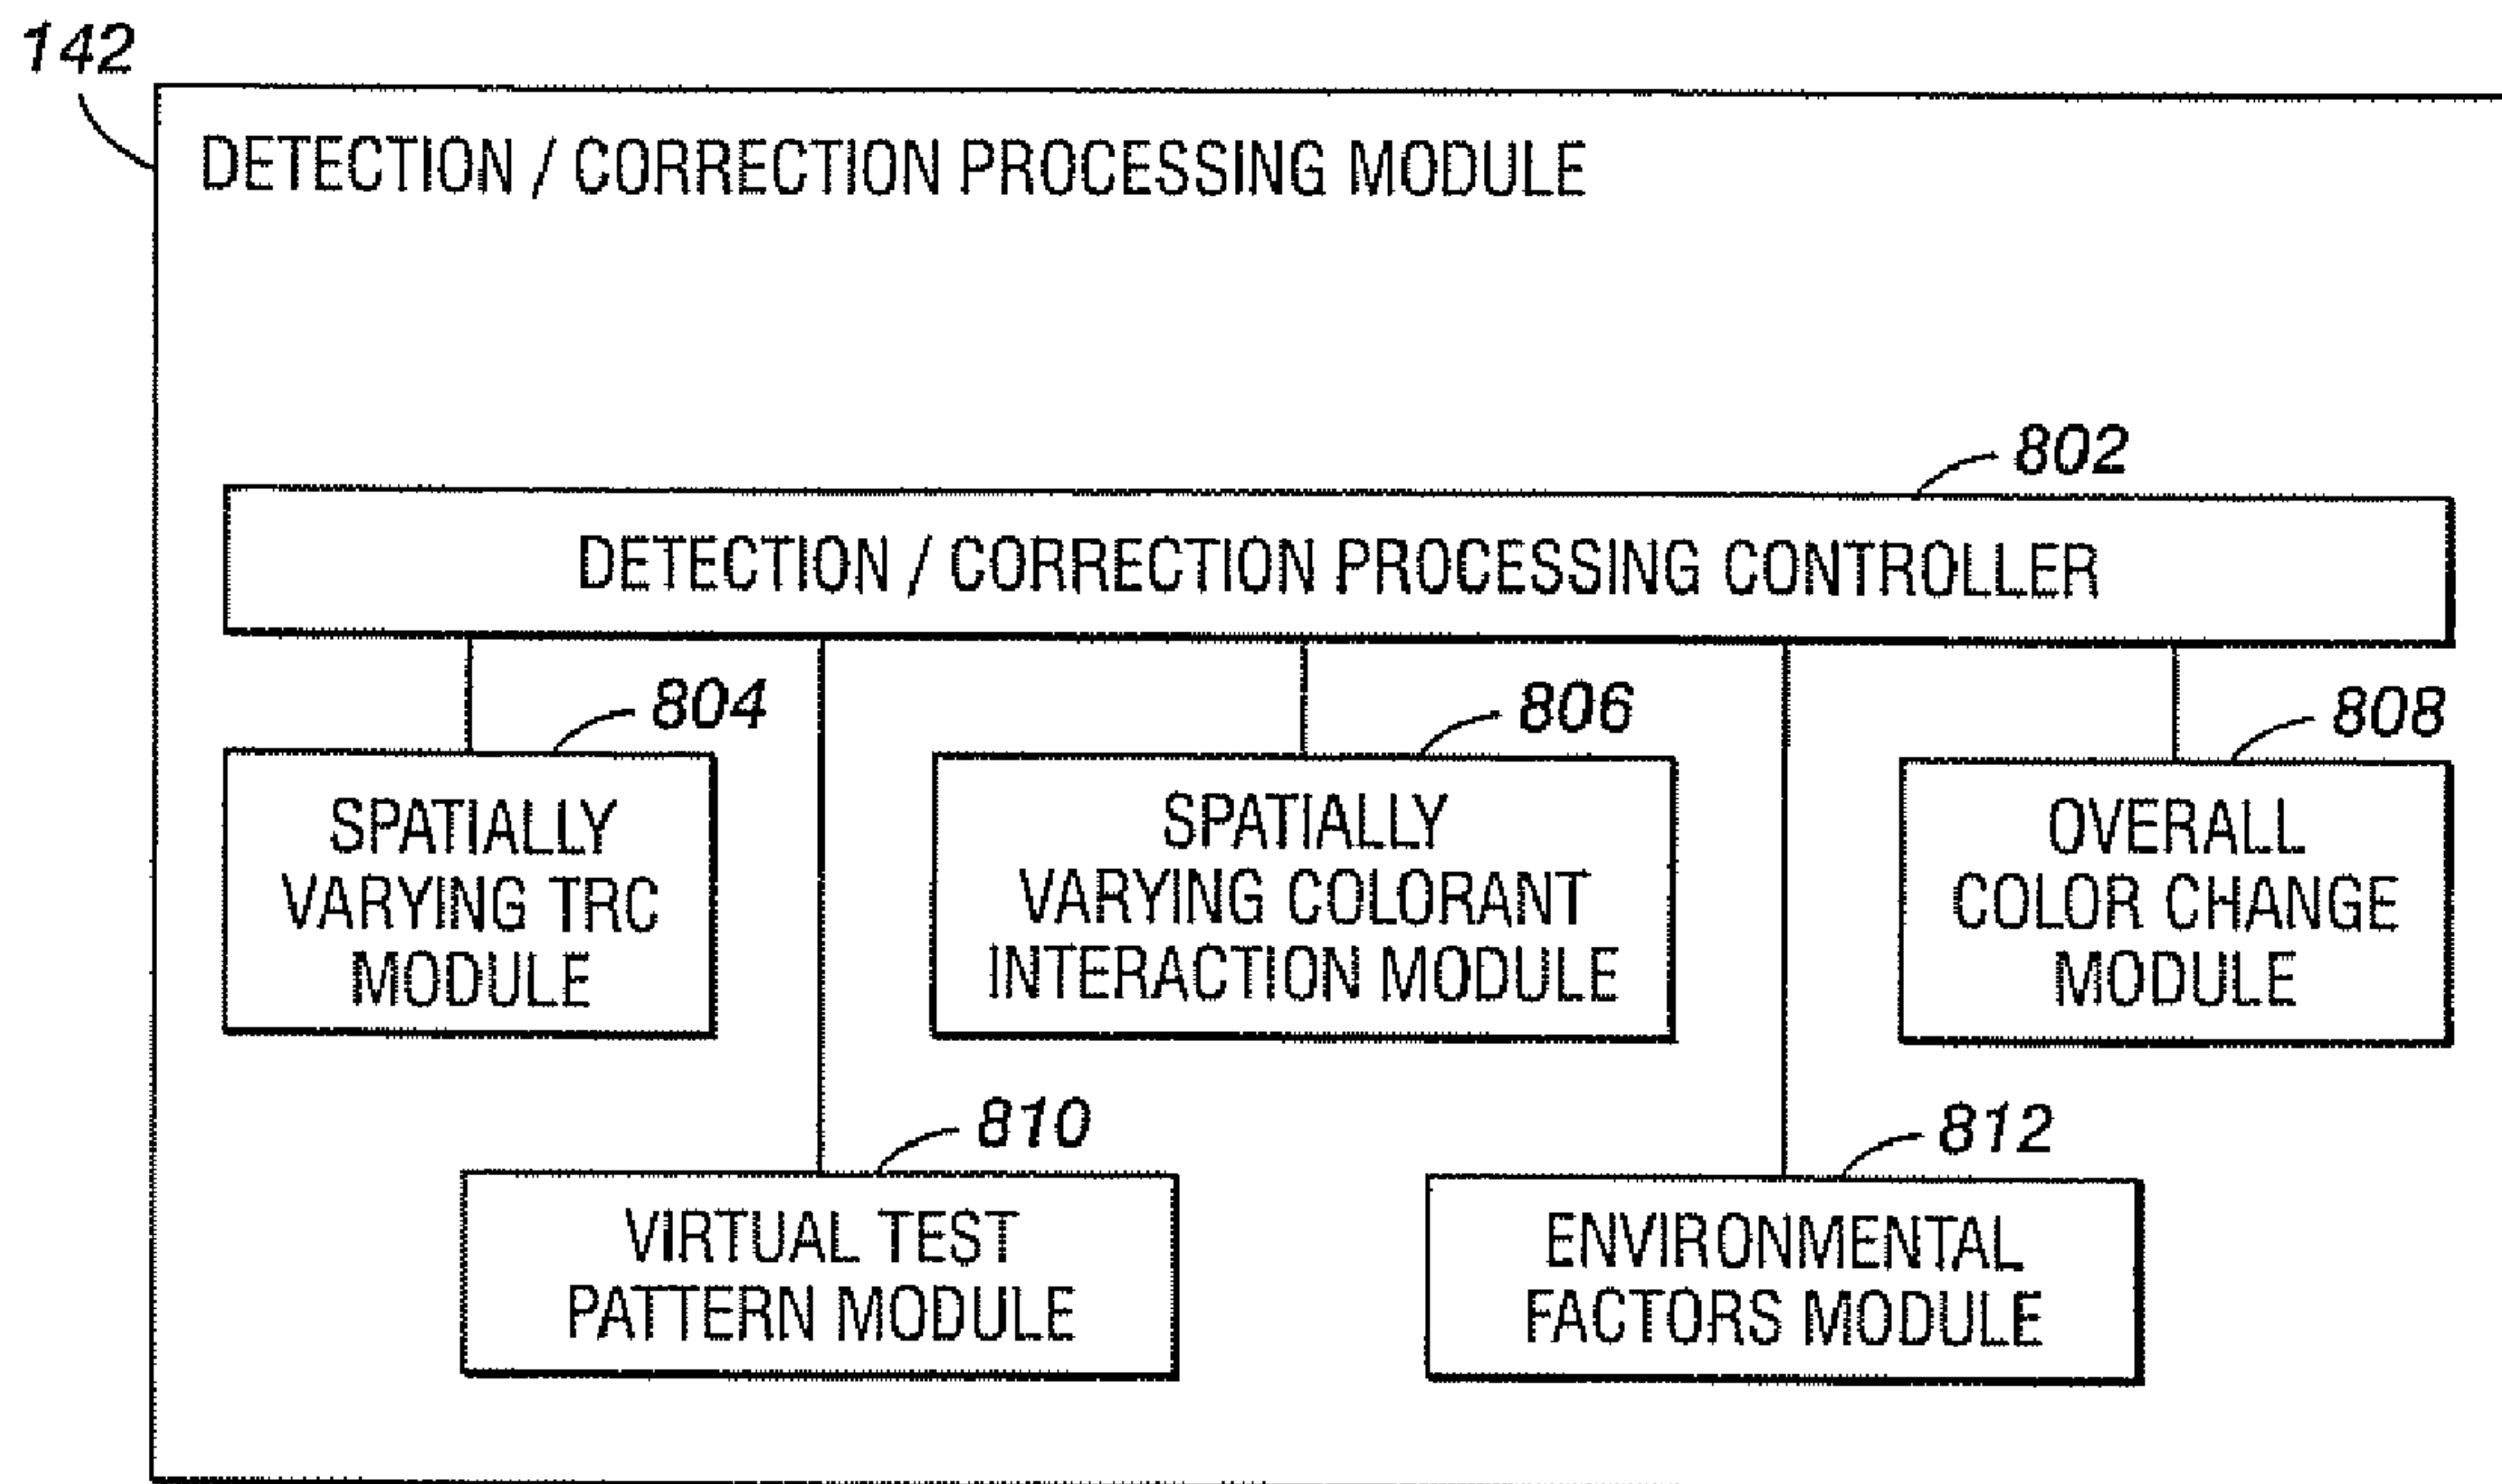 142
DETECTION / CORRECTION PROCESSING MODULE
802
DETECTION / CORRECTION PROCESSING CONTROLLER
804
SPATIALLY
VARYING TRC
MODULE
806
SPATIALLY
VARYING COLORANT
INTERACTION MODULE
808
OVERALL
COLOR CHANGE
MODULE
810
VIRTUAL TEST
PATTERN MODULE
812
ENVIRONMENTAL
FACTORS MODULE